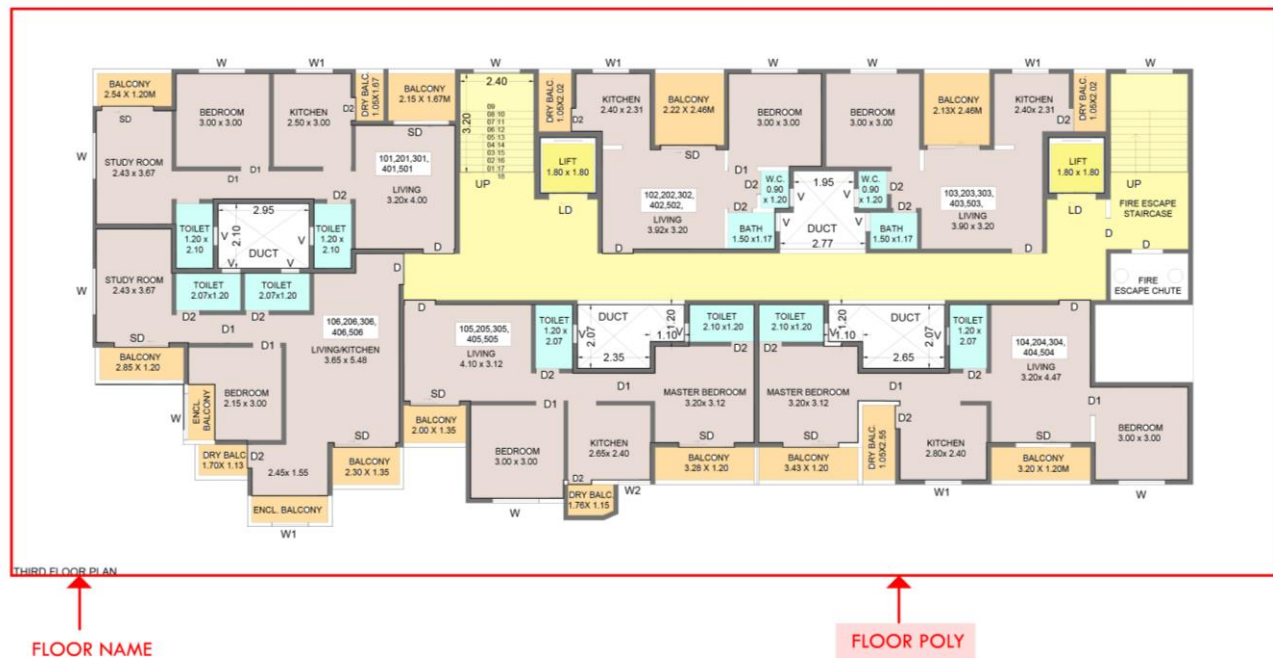 W
W1
W
W1
W
W
W1
W
BALCONY
2.54 X 1.20M
BEDROOM
3.00 x 3.00
KITCHEN
2.50 x 3.00
D2
DRY BALC.
1.05X1.67
BALCONY
2.15 X 1.67M
SD
2.40
3.20
09
08 10
07 11
06 12
05 13
04 14
03 15
02 16
01 17
18
UP
DRY BALC.
1.05X2.02
D2
KITCHEN
2.40 x 2.31
BALCONY
2.22 X 2.46M
SD
BEDROOM
3.00 x 3.00
BEDROOM
3.00 x 3.00
BALCONY
2.13X 2.46M
KITCHEN
2.40x 2.31
D2
DRY BALC.
1.05X2.02
SD
W
STUDY ROOM
2.43 x 3.67
D1
D1
D2
101,201,301,
401,501
LIVING
3.20x 4.00
D
LIFT
1.80 x 1.80
LD
102,202,302,
402,502,
LIVING
3.92x 3.20
D
D1
D2
W.C.
0.90
x 1.20
D2
BATH
1.50 x1.17
1.95
V
V
V
V
DUCT
2.77
W.C.
0.90
x 1.20
D2
D2
BATH
1.50 x1.17
103,203,303,
403,503,
LIVING
3.90 x 3.20
D
LIFT
1.80 x 1.80
LD
UP
FIRE ESCAPE
STAIRCASE
D
D
FIRE
ESCAPE CHUTE
TOILET
1.20 x
2.10
2.95
2.10
V
V
V
V
DUCT
TOILET
1.20 x
2.10
W
STUDY ROOM
2.43 x 3.67
SD
TOILET
2.07x1.20
TOILET
2.07x1.20
D2
D2
D1
D1
D
106,206,306,
406,506
LIVING/KITCHEN
3.65 x 5.48
BALCONY
2.85 X 1.20
W
ENCL.
BALCONY
BEDROOM
2.15 x 3.00
DRY BALC.
1.70X 1.13
D2
2.45x 1.55
SD
BALCONY
2.30 X 1.35
ENCL. BALCONY
W1
D
105,205,305,
405,505
LIVING
4.10 x 3.12
SD
BALCONY
2.00 X 1.35
TOILET
1.20 x
2.07
D2
V
2.07
DUCT
2.35
1.20
1.10
V
TOILET
2.10 x1.20
D2
D1
D1
BEDROOM
3.00 x 3.00
W
KITCHEN
2.65x 2.40
D2
DRY BALC.
1.76X 1.15
W2
MASTER BEDROOM
3.20x 3.12
SD
BALCONY
3.28 X 1.20
TOILET
2.10x1.20
D2
V
1.20
1.10
DUCT
2.65
2.07
V
TOILET
1.20 x
2.07
D2
MASTER BEDROOM
3.20x 3.12
SD
BALCONY
3.43 X 1.20
D1
D2
DRY BALC.
1.05X2.55
KITCHEN
2.80x 2.40
W1
D
104,204,304,
404,504
LIVING
3.20x 4.47
SD
BALCONY
3.20 X 1.20M
D1
BEDROOM
3.00 x 3.00
W
THIRD FLOOR PLAN
FLOOR NAME
FLOOR POLY